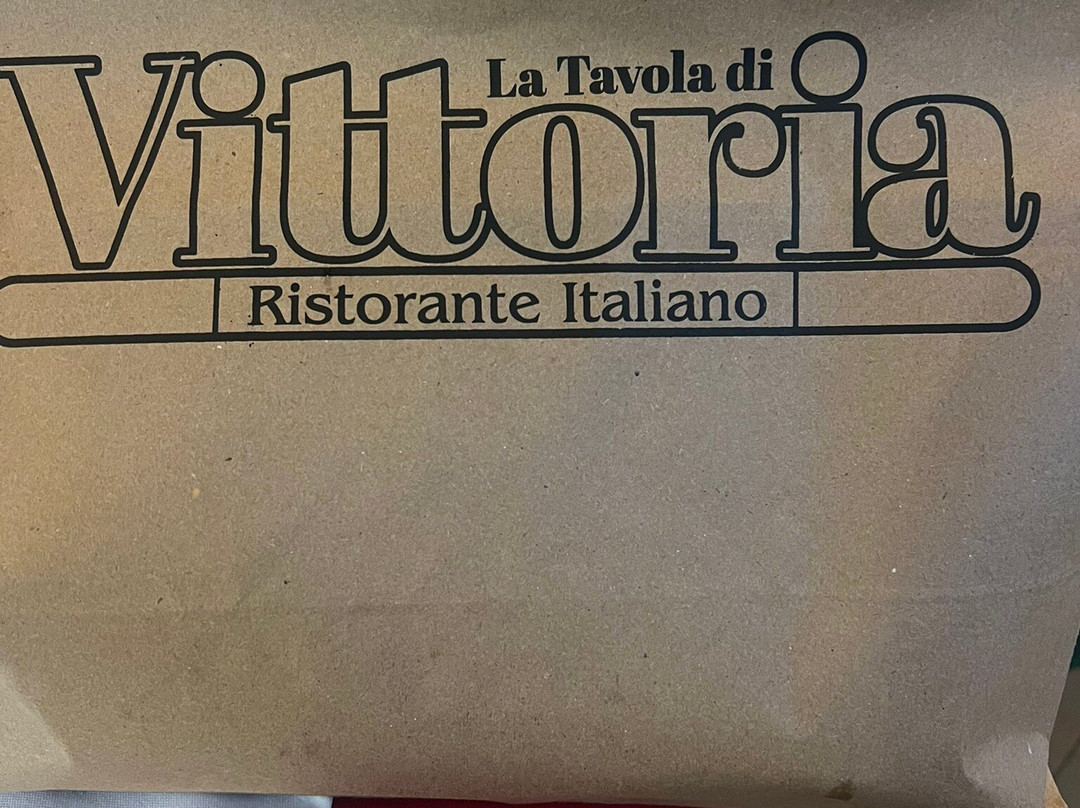 La Tavola di
Vittoria
Ristorante Italiano